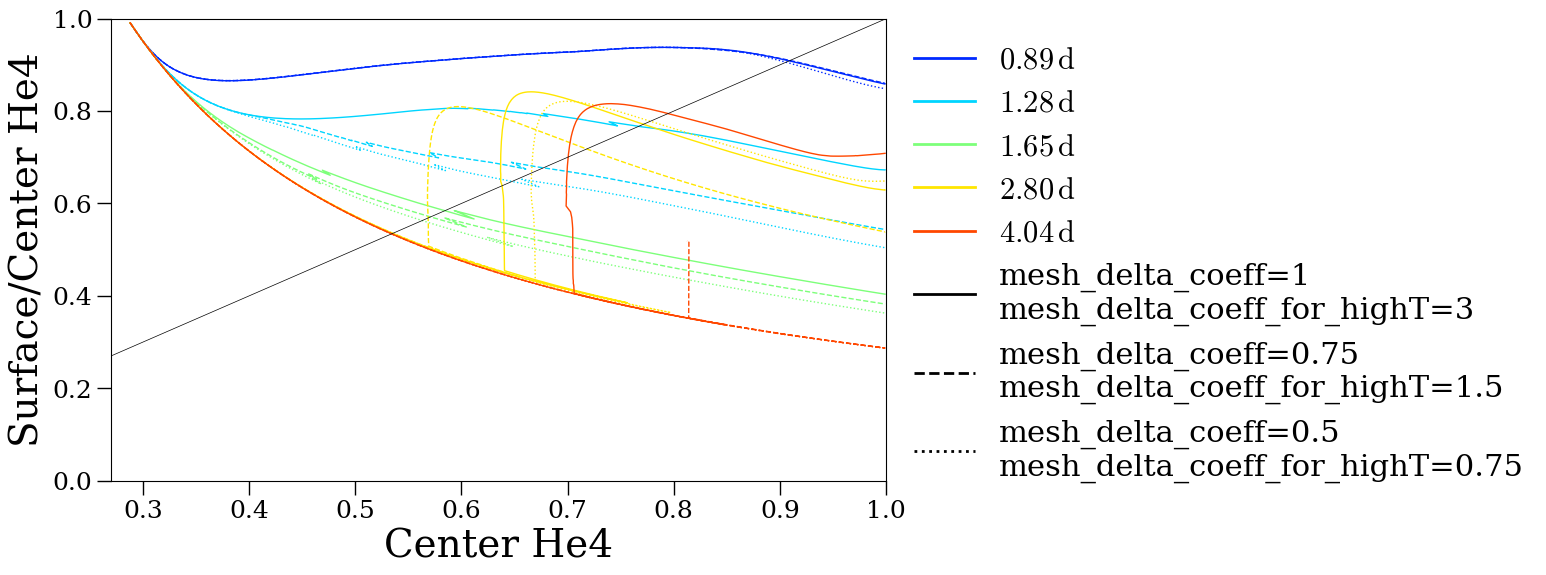 1.0
0.8
0.6
0.4
0.2
0.0
Surface/Center He4
0.3 0.4 0.5 0.6 0.7 0.8 0.9 1.0
Center He4
0.89 d
1.28 d
1.65 d
2.80 d
4.04 d
mesh_delta_coeff=1
mesh_delta_coeff_for_highT=3
mesh_delta_coeff=0.75
mesh_delta_coeff_for_highT=1.5
mesh_delta_coeff=0.5
mesh_delta_coeff_for_highT=0.75